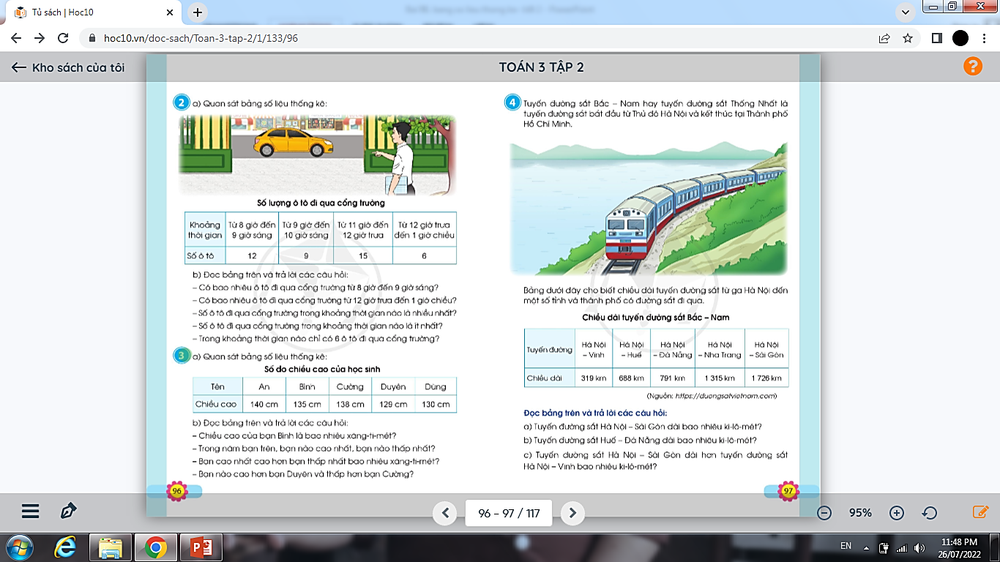 Tủ sách | Hoc10
hoc10.vn/doc-sach/Toan-3-tap-2/1/133/96
Kho sách của tôi
TOÁN 3 TẬP 2
2 a) Quan sát bảng số liệu thống kê:
Số lượng ô tô đi qua cổng trường
Khoảng thời gian | Từ 8 giờ đến 9 giờ sáng | Từ 9 giờ đến 10 giờ sáng | Từ 11 giờ đến 12 giờ trưa | Từ 12 giờ trưa đến 1 giờ chiều
Số ô tô | 12 | 9 | 15 | 6
b) Đọc bảng trên và trả lời các câu hỏi:
– Có bao nhiêu ô tô đi qua cổng trường từ 8 giờ đến 9 giờ sáng?
– Có bao nhiêu ô tô đi qua cổng trường từ 12 giờ trưa đến 1 giờ chiều?
– Số ô tô đi qua cổng trường trong khoảng thời gian nào là nhiều nhất?
– Số ô tô đi qua cổng trường trong khoảng thời gian nào là ít nhất?
– Trong khoảng thời gian nào chỉ có 6 ô tô đi qua cổng trường?
3 a) Quan sát bảng số liệu thống kê:
Số đo chiều cao của học sinh
Tên | An | Bình | Cường | Duyên | Dũng
Chiều cao | 140 cm | 135 cm | 138 cm | 129 cm | 130 cm
b) Đọc bảng trên và trả lời các câu hỏi:
– Chiều cao của bạn Bình là bao nhiêu xăng-ti-mét?
– Trong năm bạn trên, bạn nào cao nhất, bạn nào thấp nhất?
– Bạn cao nhất cao hơn bạn thấp nhất bao nhiêu xăng-ti-mét?
– Bạn nào cao hơn bạn Duyên và thấp hơn bạn Cường?
96
4 Tuyến đường sắt Bắc – Nam hay tuyến đường sắt Thống Nhất là
tuyến đường sắt bắt đầu từ Thủ đô Hà Nội và kết thúc tại Thành phố
Hồ Chí Minh.
Bảng dưới đây cho biết chiều dài tuyến đường sắt từ ga Hà Nội đến
một số tỉnh và thành phố có đường sắt đi qua.
Chiều dài tuyến đường sắt Bắc – Nam
Tuyến đường | Hà Nội – Vinh | Hà Nội – Huế | Hà Nội – Đà Nẵng | Hà Nội – Nha Trang | Hà Nội – Sài Gòn
Chiều dài | 319 km | 688 km | 791 km | 1 315 km | 1 726 km
(Nguồn: https://duongsatvietnam.com)
Đọc bảng trên và trả lời các câu hỏi:
a) Tuyến đường sắt Hà Nội – Sài Gòn dài bao nhiêu ki-lô-mét?
b) Tuyến đường sắt Huế – Đà Nẵng dài bao nhiêu ki-lô-mét?
c) Tuyến đường sắt Hà Nội – Sài Gòn dài hơn tuyến đường sắt
Hà Nội – Vinh bao nhiêu ki-lô-mét?
97
96 – 97 / 117
95%
EN
11:48 PM
26/07/2022